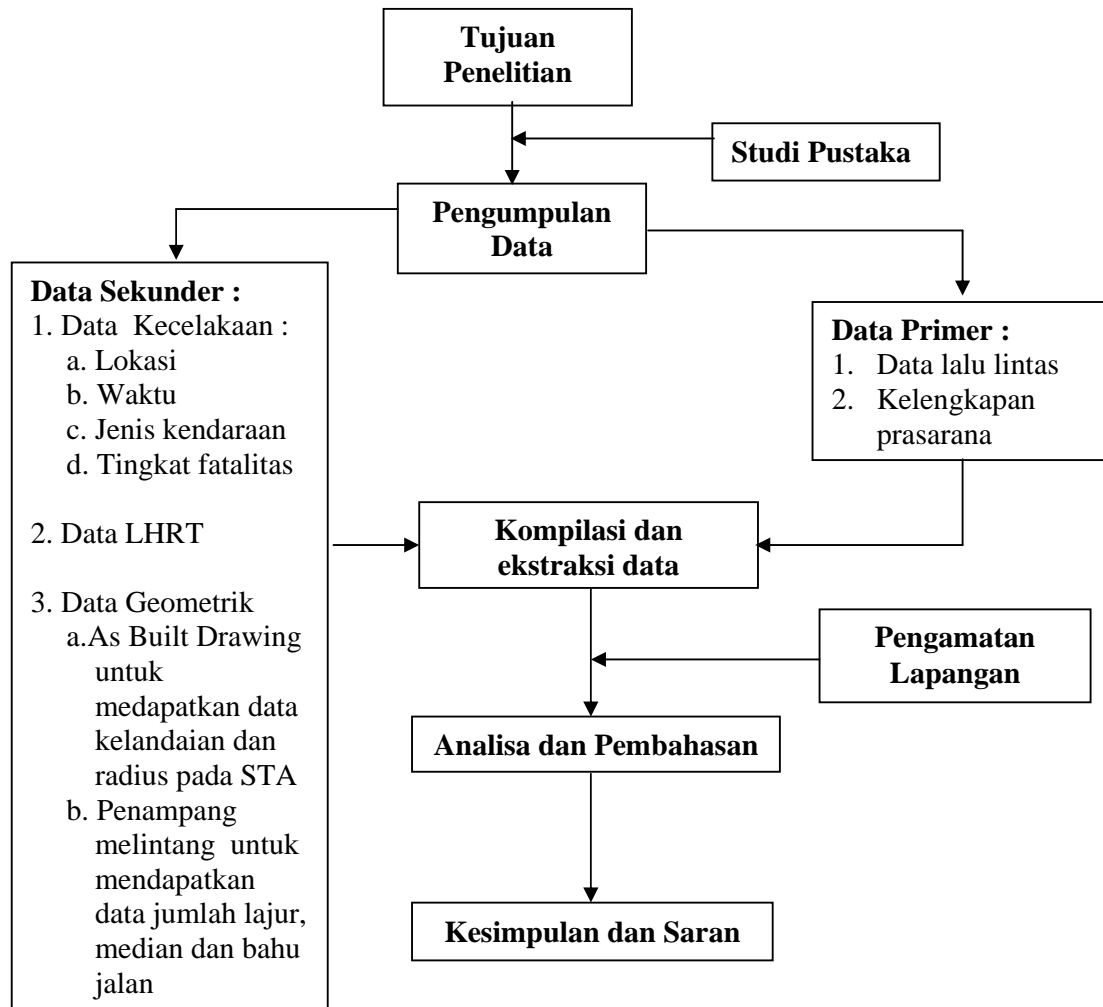 Tujuan
Penelitian
Studi Pustaka
Pengumpulan
Data
Data Sekunder :
1. Data  Kecelakaan :
a. Lokasi
b. Waktu
c. Jenis kendaraan
d. Tingkat fatalitas
2. Data LHRT
3. Data Geometrik
a.As Built Drawing
untuk
medapatkan data
kelandaian dan
radius pada STA
b. Penampang
melintang  untuk
mendapatkan
data jumlah lajur,
median dan bahu
jalan
Data Primer :
1.   Data lalu lintas
2.   Kelengkapan
prasarana
Kompilasi dan
ekstraksi data
Pengamatan
Lapangan
Analisa dan Pembahasan
Kesimpulan dan Saran